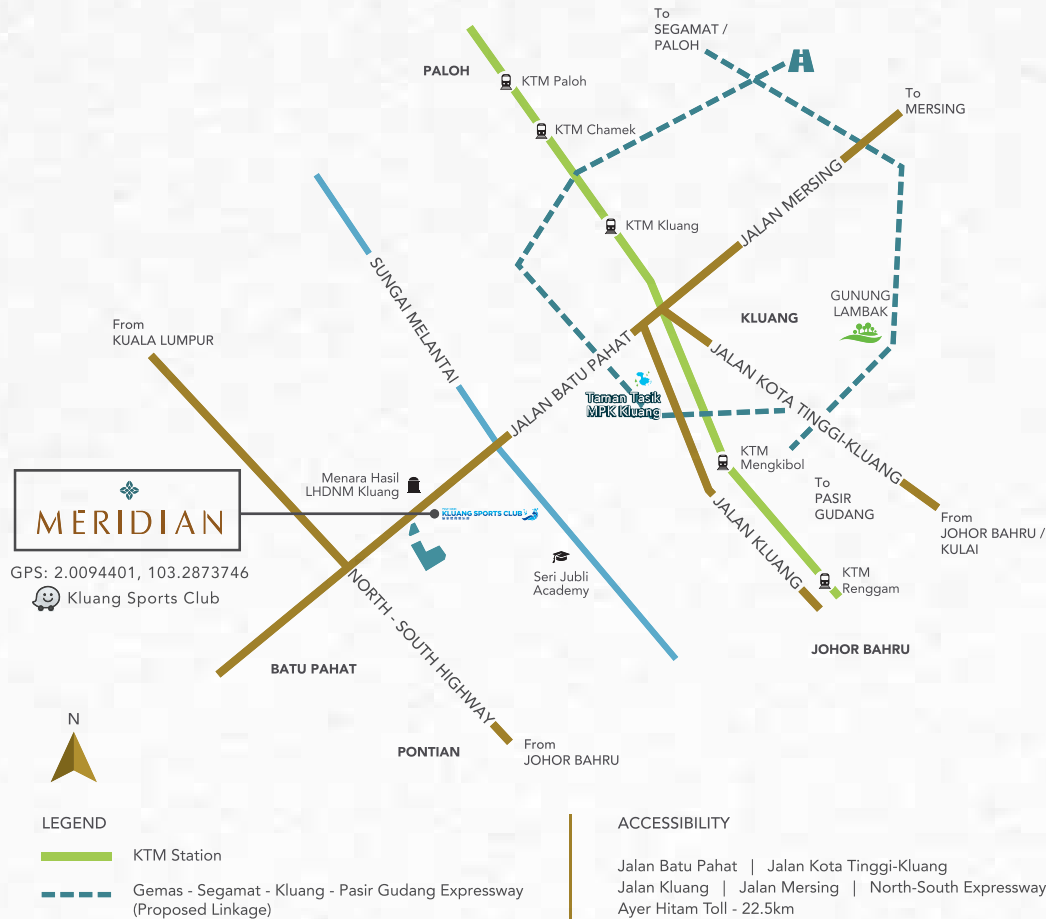 To
SEGAMAT /
PALOH
PALOH
KTM Paloh
KTM Chamek
To
MERSING
JALAN MERSING
KTM Kluang
SUNGAI MELANTAI
GUNUNG
LAMBAK
KLUANG
From
KUALA LUMPUR
JALAN BATU PAHAT
JALAN KOTA TINGGI-KLUANG
Taman Tasik
MPK Kluang
KTM
Mengkibol
Menara Hasil
LHDNM Kluang
To
PASIR
GUDANG
MERIDIAN
KLUANG SPORTS CLUB
JALAN KLUANG
From
JOHOR BAHRU /
KULAI
GPS: 2.0094401, 103.2873746
Kluang Sports Club
Seri Jubli
Academy
KTM
Renggam
NORTH - SOUTH HIGHWAY
JOHOR BAHRU
BATU PAHAT
PONTIAN
From
JOHOR BAHRU
N
LEGEND
KTM Station
Gemas - Segamat - Kluang - Pasir Gudang Expressway
(Proposed Linkage)
ACCESSIBILITY
Jalan Batu Pahat | Jalan Kota Tinggi-Kluang
Jalan Kluang | Jalan Mersing | North-South Expressway
Ayer Hitam Toll - 22.5km